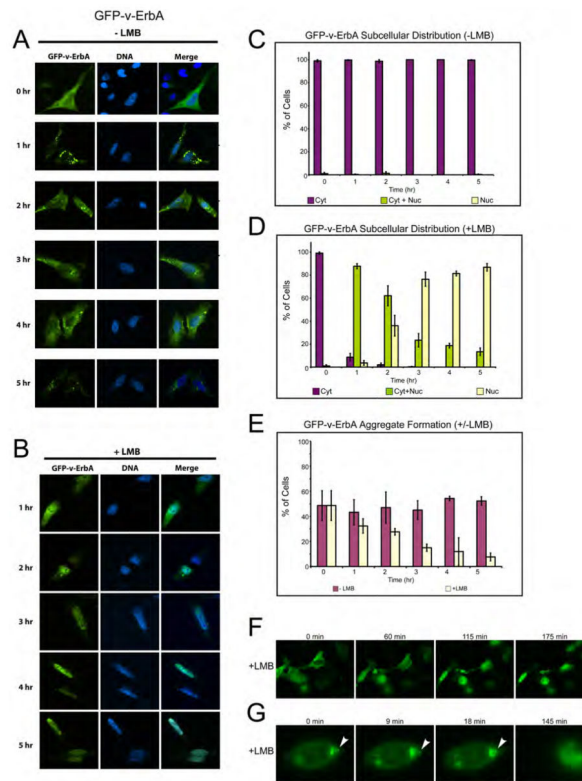 GFP-v-ErbA
A
- LMB
GFP-v-ErbA DNA Merge
0 hr
1 hr
2 hr
3 hr
4 hr
5 hr
B
+ LMB
GFP-v-ErbA DNA Merge
1 hr
2 hr
3 hr
4 hr
5 hr
C
GFP-v-ErbA Subcellular Distribution (-LMB)
% of Cells
100
80
60
40
20
0
0 1 2 3 4 5
Time (hr)
Cyt Cyt + Nuc Nuc
D
GFP-v-ErbA Subcellular Distribution (+LMB)
% of Cells
100
80
60
40
20
0
0 1 2 3 4 5
Time (hr)
Cyt Cyt+Nuc Nuc
E
GFP-v-ErbA Aggregate Formation (+/-LMB)
% of Cells
100
80
60
40
20
0
0 1 2 3 4 5
Time (hr)
- LMB +LMB
F
0 min 60 min 115 min 175 min
+LMB
G
0 min 9 min 18 min 145 min
+LMB